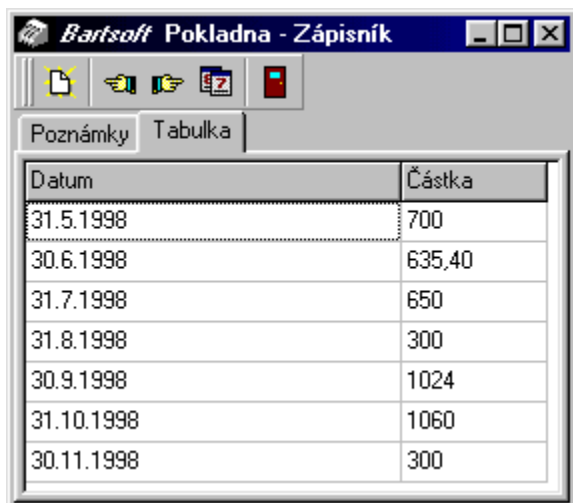 Bartsoft Pokladna - Zápisník
Poznámky Tabulka
Datum Částka
31.5.1998 700
30.6.1998 635,40
31.7.1998 650
31.8.1998 300
30.9.1998 1024
31.10.1998 1060
30.11.1998 300